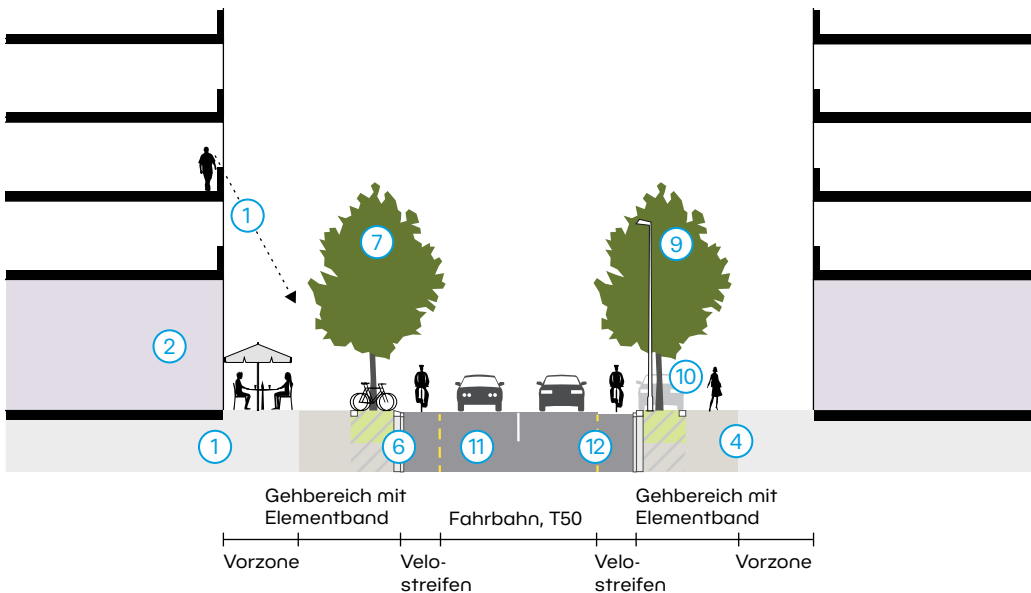 1
7
9
2
10
1
6
11
12
4
Gehbereich mit
Elementband
Fahrbahn, T50
Gehbereich mit
Elementband
Vorzone
Velo-
streifen
Velo-
streifen
Vorzone